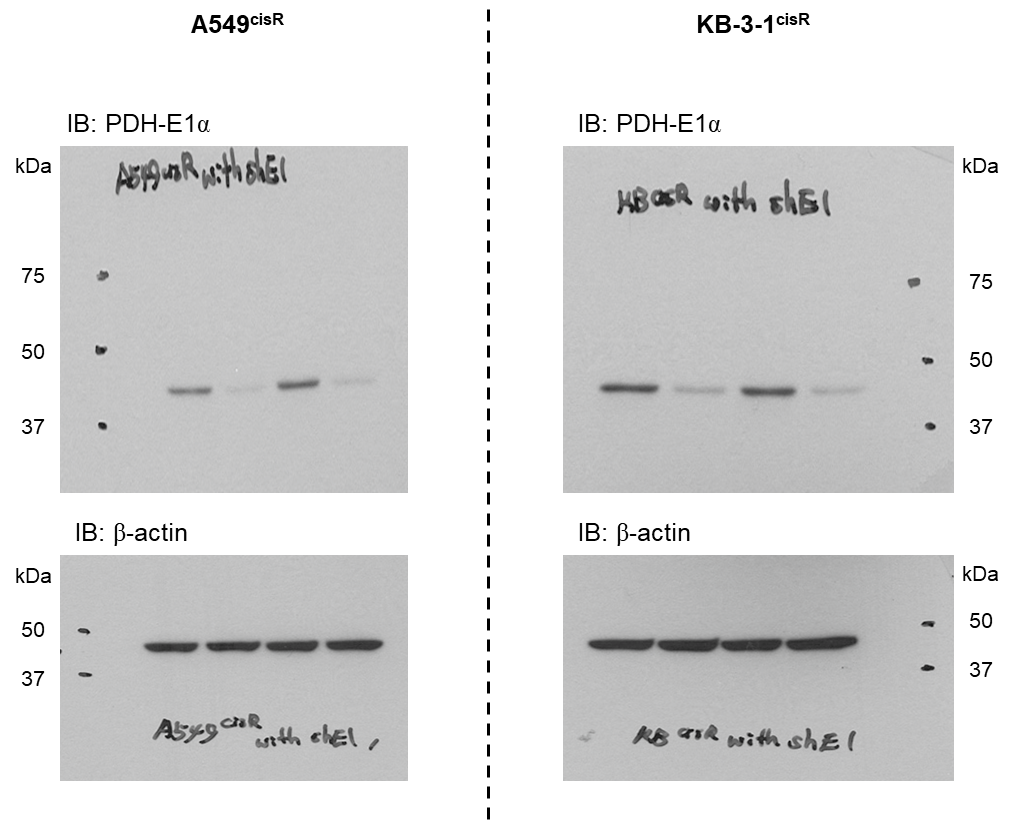 A549cisR
KB-3-1cisR
IB: PDH-E1α
IB: PDH-E1α
kDa
A549cisR with shE1
75
50
37
KBcisR with shE1
kDa
75
50
37
IB: β-actin
IB: β-actin
kDa
50
37
A549cisR with shE1,
kDa
50
37
KB cisR with shE1